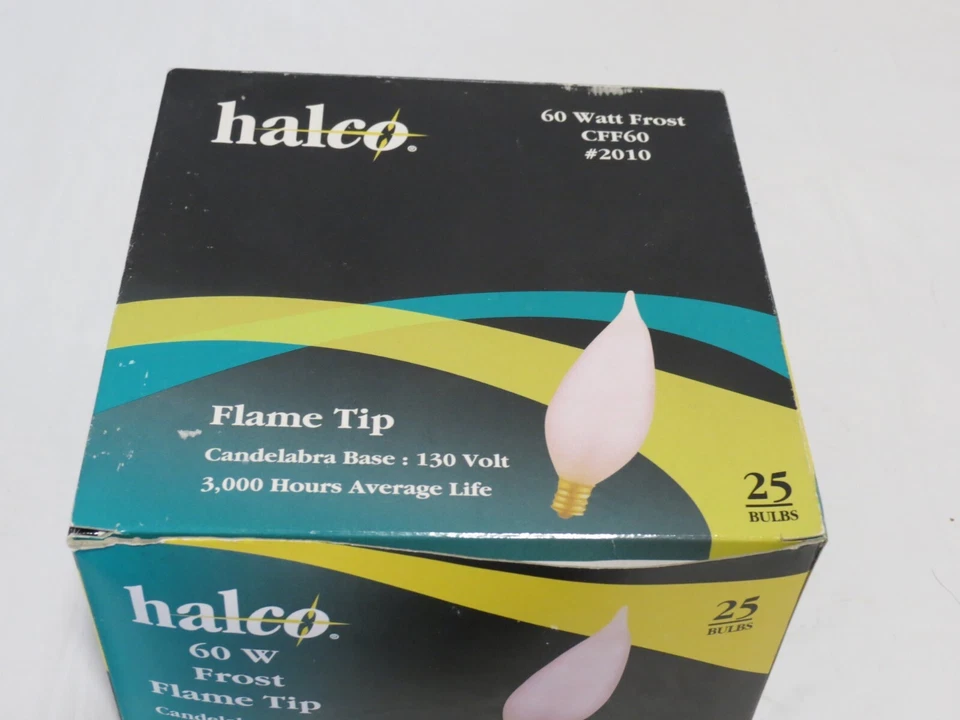 halco®
60 Watt Frost
CFF60
#2010
Flame Tip
Candelabra Base : 130 Volt
3,000 Hours Average Life
25
BULBS
halco®
60 W
Frost
Flame Tip
25
BULBS